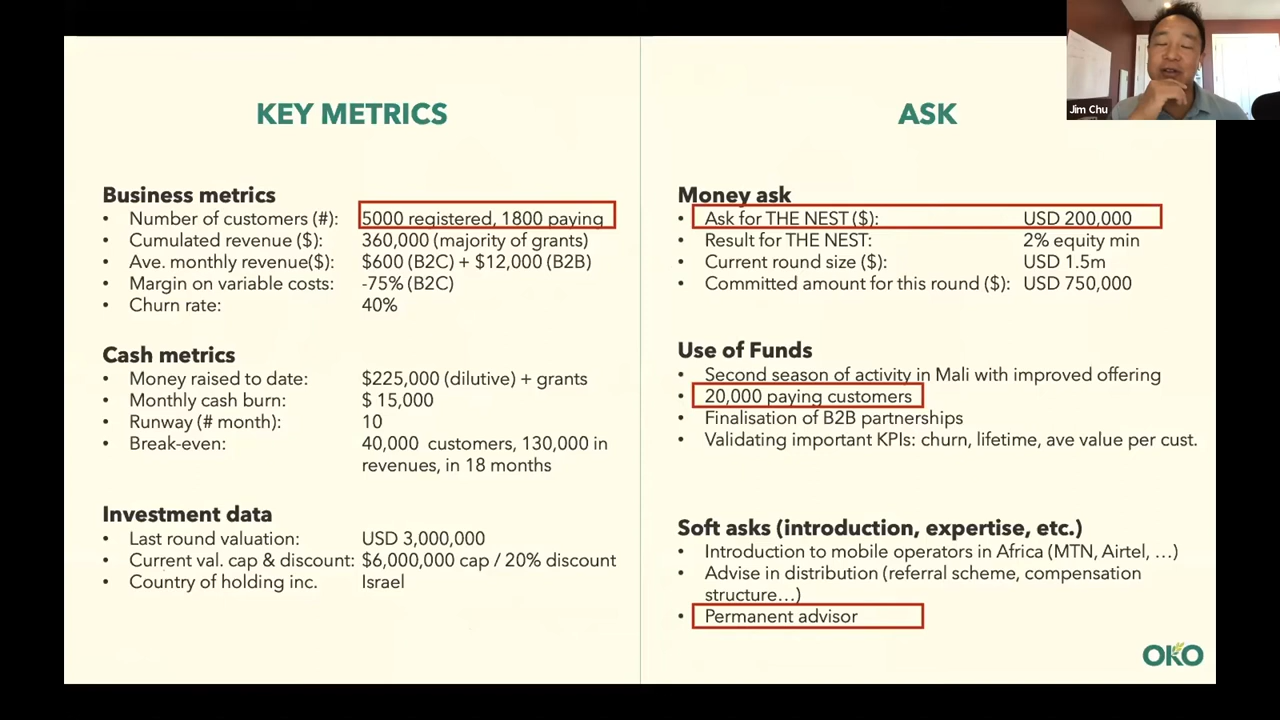 Jim Chu
KEY METRICS
Business metrics
• Number of customers (#): 5000 registered, 1800 paying
• Cumulated revenue ($): 360,000 (majority of grants)
• Ave. monthly revenue($): $600 (B2C) + $12,000 (B2B)
• Margin on variable costs: -75% (B2C)
• Churn rate: 40%
Cash metrics
• Money raised to date: $225,000 (dilutive) + grants
• Monthly cash burn: $ 15,000
• Runway (# month): 10
• Break-even: 40,000 customers, 130,000 in
revenues, in 18 months
Investment data
• Last round valuation: USD 3,000,000
• Current val. cap & discount: $6,000,000 cap / 20% discount
• Country of holding inc. Israel
ASK
Money ask
• Ask for THE NEST ($): USD 200,000
• Result for THE NEST: 2% equity min
• Current round size ($): USD 1.5m
• Committed amount for this round ($): USD 750,000
Use of Funds
• Second season of activity in Mali with improved offering
• 20,000 paying customers
• Finalisation of B2B partnerships
• Validating important KPIs: churn, lifetime, ave value per cust.
Soft asks (introduction, expertise, etc.)
• Introduction to mobile operators in Africa (MTN, Airtel, …)
• Advise in distribution (referral scheme, compensation
structure…)
• Permanent advisor
OKO